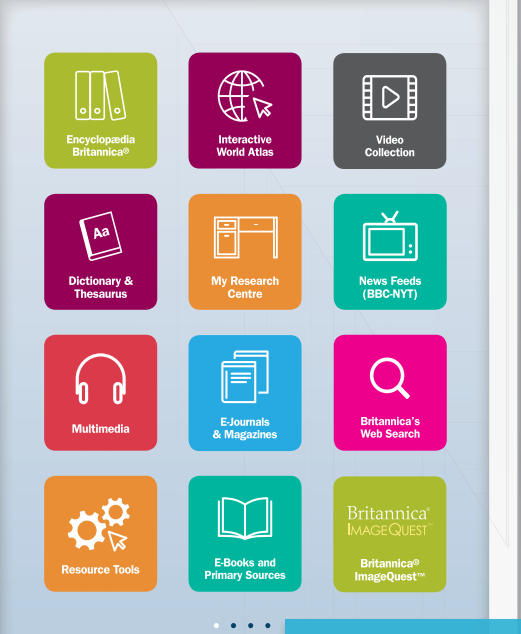 Encyclopædia
Britannica®
Interactive
World Atlas
Video
Collection
Aa
Dictionary &
Thesaurus
My Research
Centre
News Feeds
(BBC-NYT)
Multimedia
E-Journals
& Magazines
Britannica's
Web Search
Resource Tools
E-Books and
Primary Sources
Britannica®
IMAGEQUEST™
Britannica®
ImageQuest™